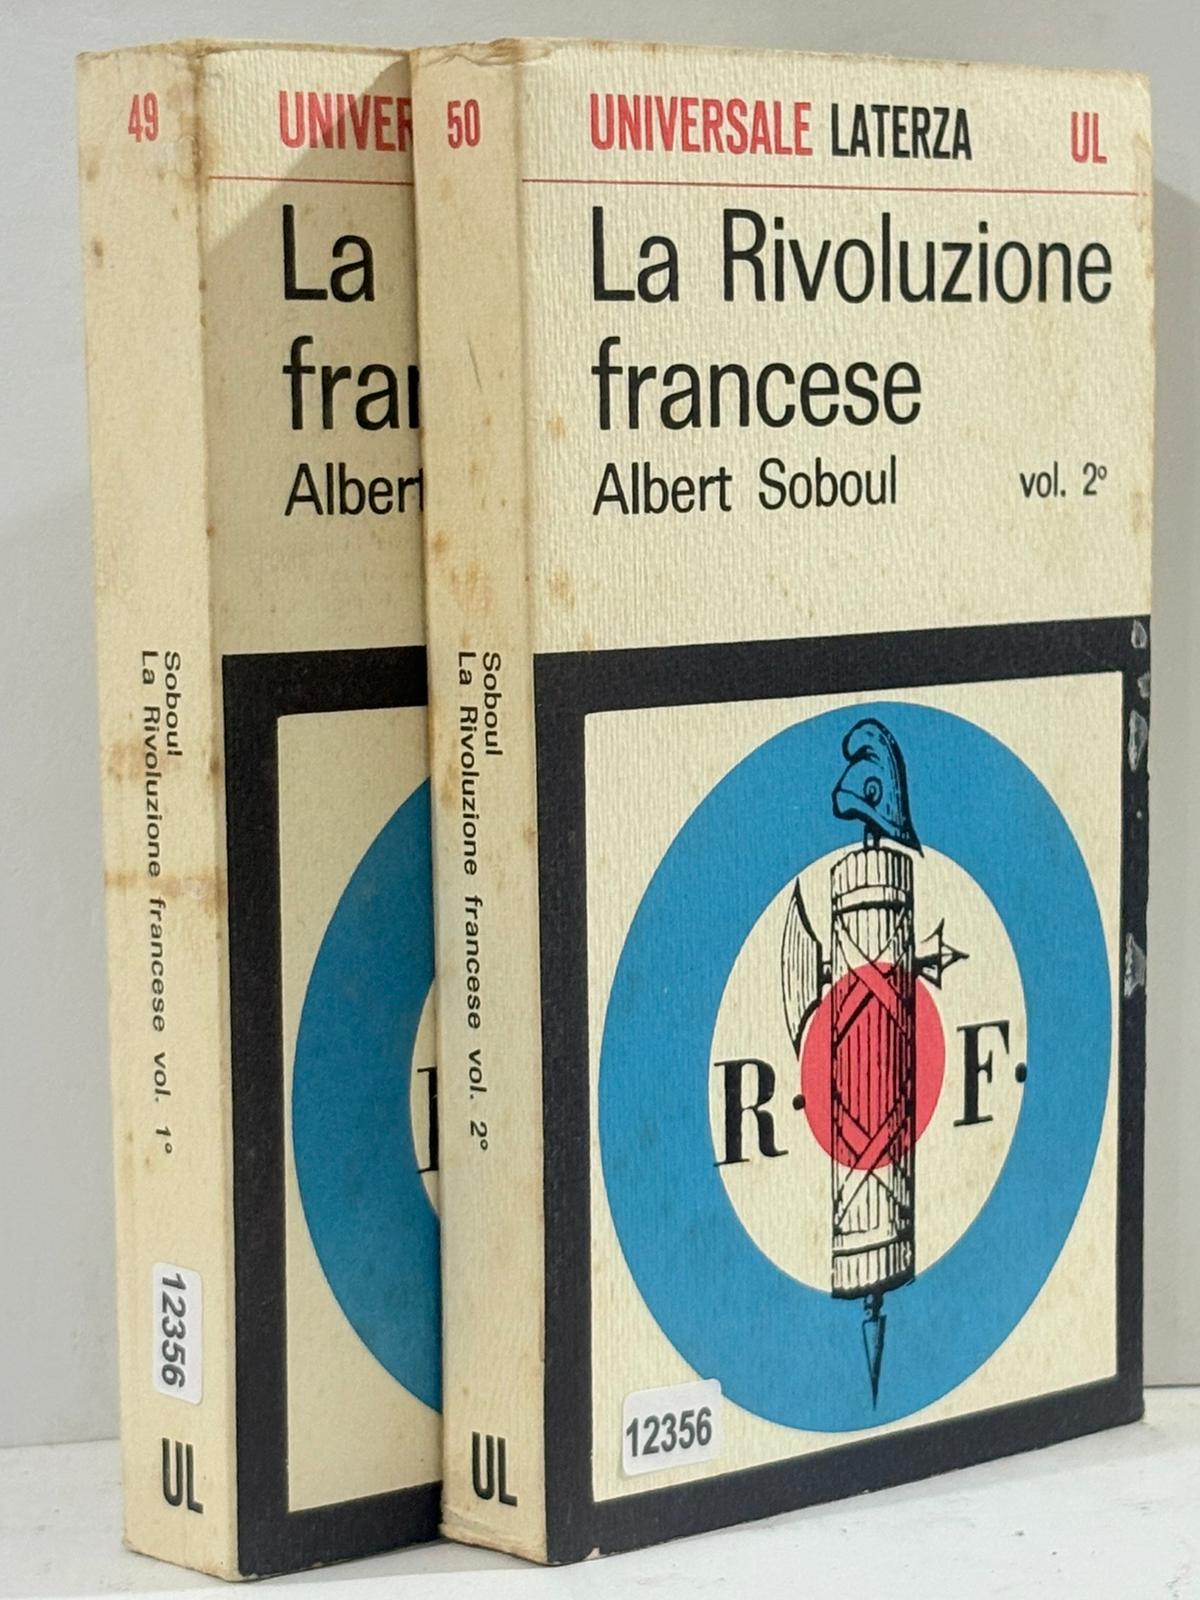 49
UNIVER
La
fran
Albert
Soboul
La Rivoluzione francese vol. 1°
12356
UL
50
UNIVERSALE LATERZA UL
La Rivoluzione
francese
Albert Soboul vol. 2°
R. F.
12356
Soboul
La Rivoluzione francese vol. 2°
UL